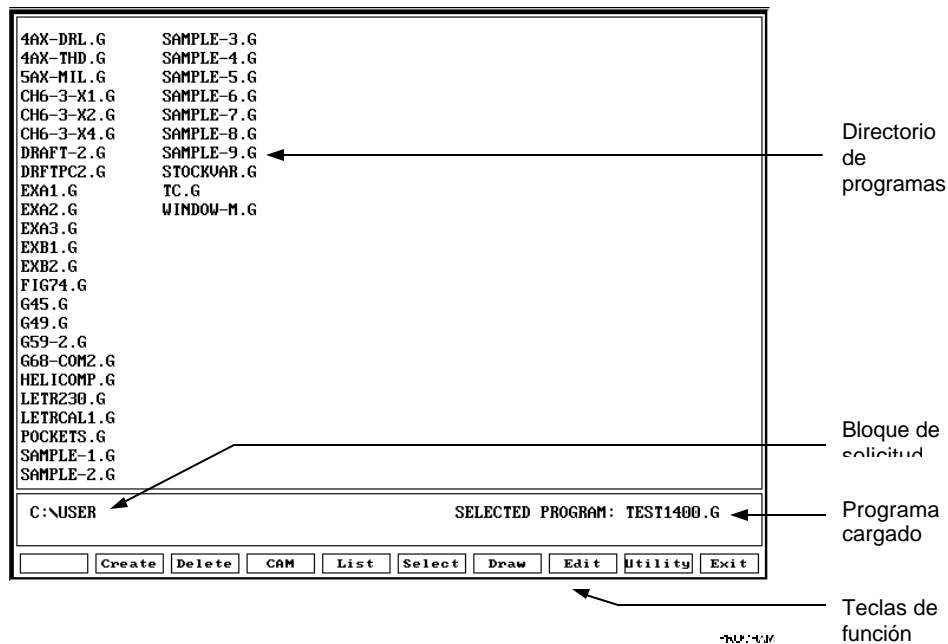 4AX-DRL.G SAMPLE-3.G
4AX-THD.G SAMPLE-4.G
5AX-MIL.G SAMPLE-5.G
CH6-3-X1.G SAMPLE-6.G
CH6-3-X2.G SAMPLE-7.G
CH6-3-X4.G SAMPLE-8.G
DRAFT-2.G SAMPLE-9.G
DRFTPC2.G STOCKVAR.G
EXA1.G TC.G
EXA2.G WINDOW-M.G
EXA3.G
EXB1.G
EXB2.G
FIG74.G
G45.G
G49.G
G59-2.G
G68-COM2.G
HELICOMP.G
LETR230.G
LETRCAL1.G
POCKETS.G
SAMPLE-1.G
SAMPLE-2.G
C:\USER SELECTED PROGRAM: TEST1400.G
Create Delete CAM List Select Draw Edit Utility Exit
Directorio
de
programas
Bloque de
solicitud
Programa
cargado
Teclas de
función